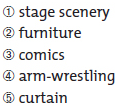 ① stage scenery
② furniture
③ comics
④ arm-wrestling
⑤ curtain